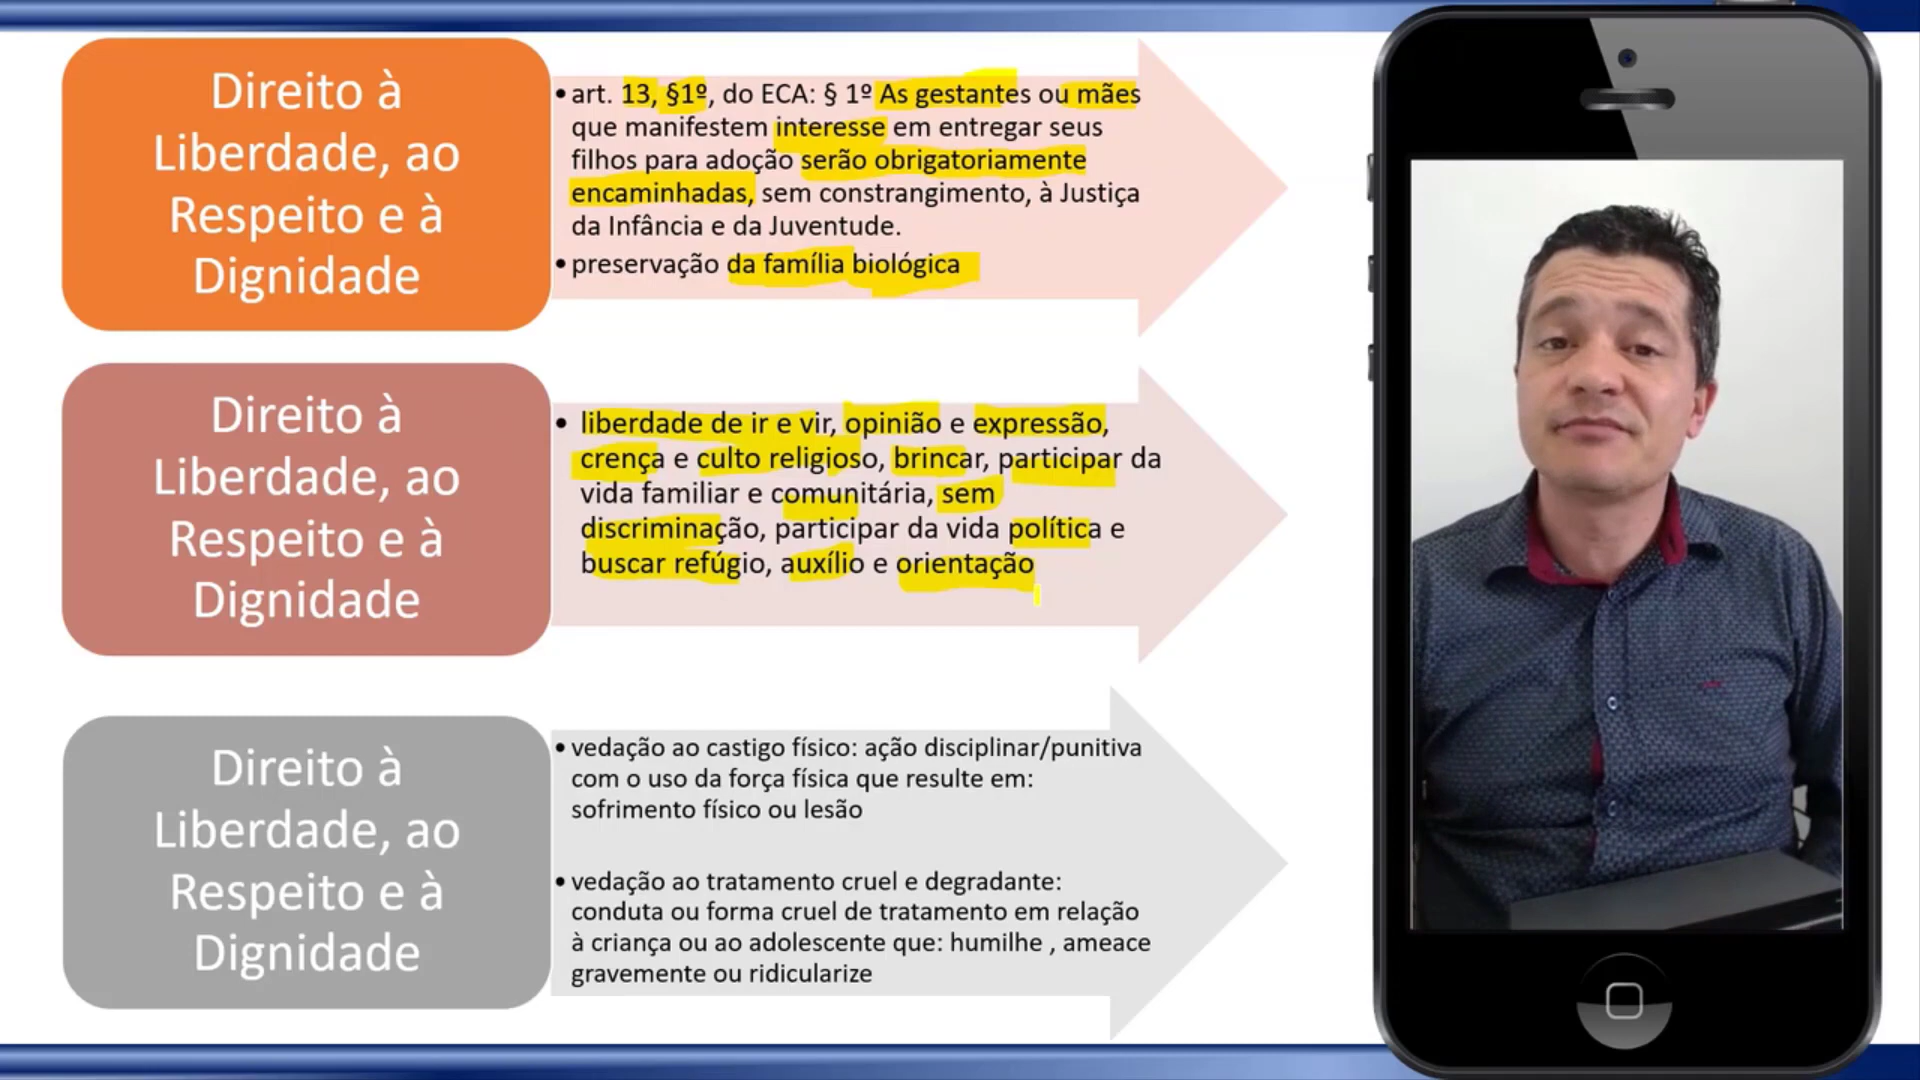 Direito à
Liberdade, ao
Respeito e à
Dignidade
• art. 13, §1º, do ECA: § 1º As gestantes ou mães
que manifestem interesse em entregar seus
filhos para adoção serão obrigatoriamente
encaminhadas, sem constrangimento, à Justiça
da Infância e da Juventude.
• preservação da família biológica
Direito à
Liberdade, ao
Respeito e à
Dignidade
• liberdade de ir e vir, opinião e expressão,
crença e culto religioso, brincar, participar da
vida familiar e comunitária, sem
discriminação, participar da vida política e
buscar refúgio, auxílio e orientação
Direito à
Liberdade, ao
Respeito e à
Dignidade
• vedação ao castigo físico: ação disciplinar/punitiva
com o uso da força física que resulte em:
sofrimento físico ou lesão
• vedação ao tratamento cruel e degradante:
conduta ou forma cruel de tratamento em relação
à criança ou ao adolescente que: humilhe , ameace
gravemente ou ridicularize